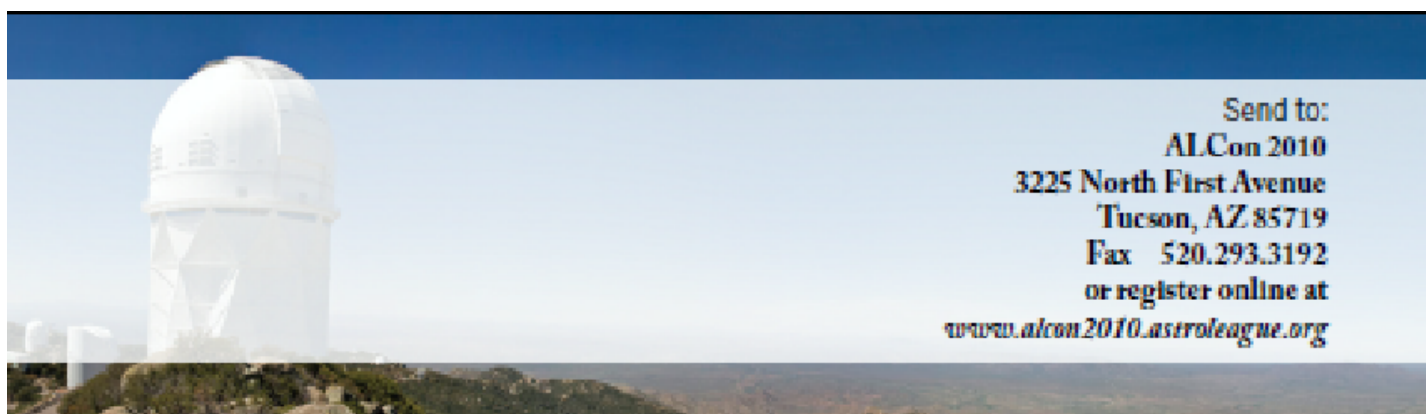 Send to:
ALCon 2010
3225 North First Avenue
Tucson, AZ 85719
Fax 520.293.3192
or register online at
www.alcon2010.astroleague.org